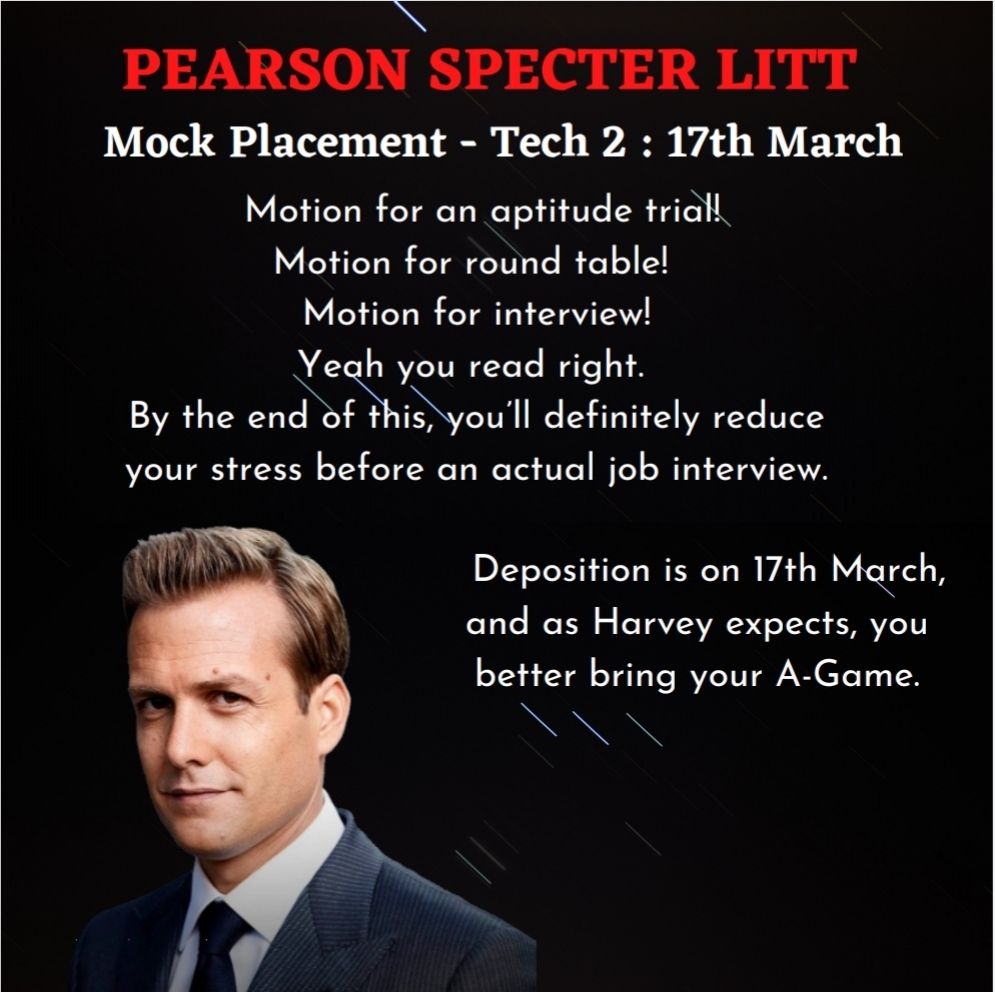 PEARSON SPECTER LITT
Mock Placement - Tech 2 : 17th March
Motion for an aptitude trial!
Motion for round table!
Motion for interview!
Yeah you read right.
By the end of this, you'll definitely reduce
your stress before an actual job interview.
Deposition is on 17th March,
and as Harvey expects, you
better bring your A-Game.